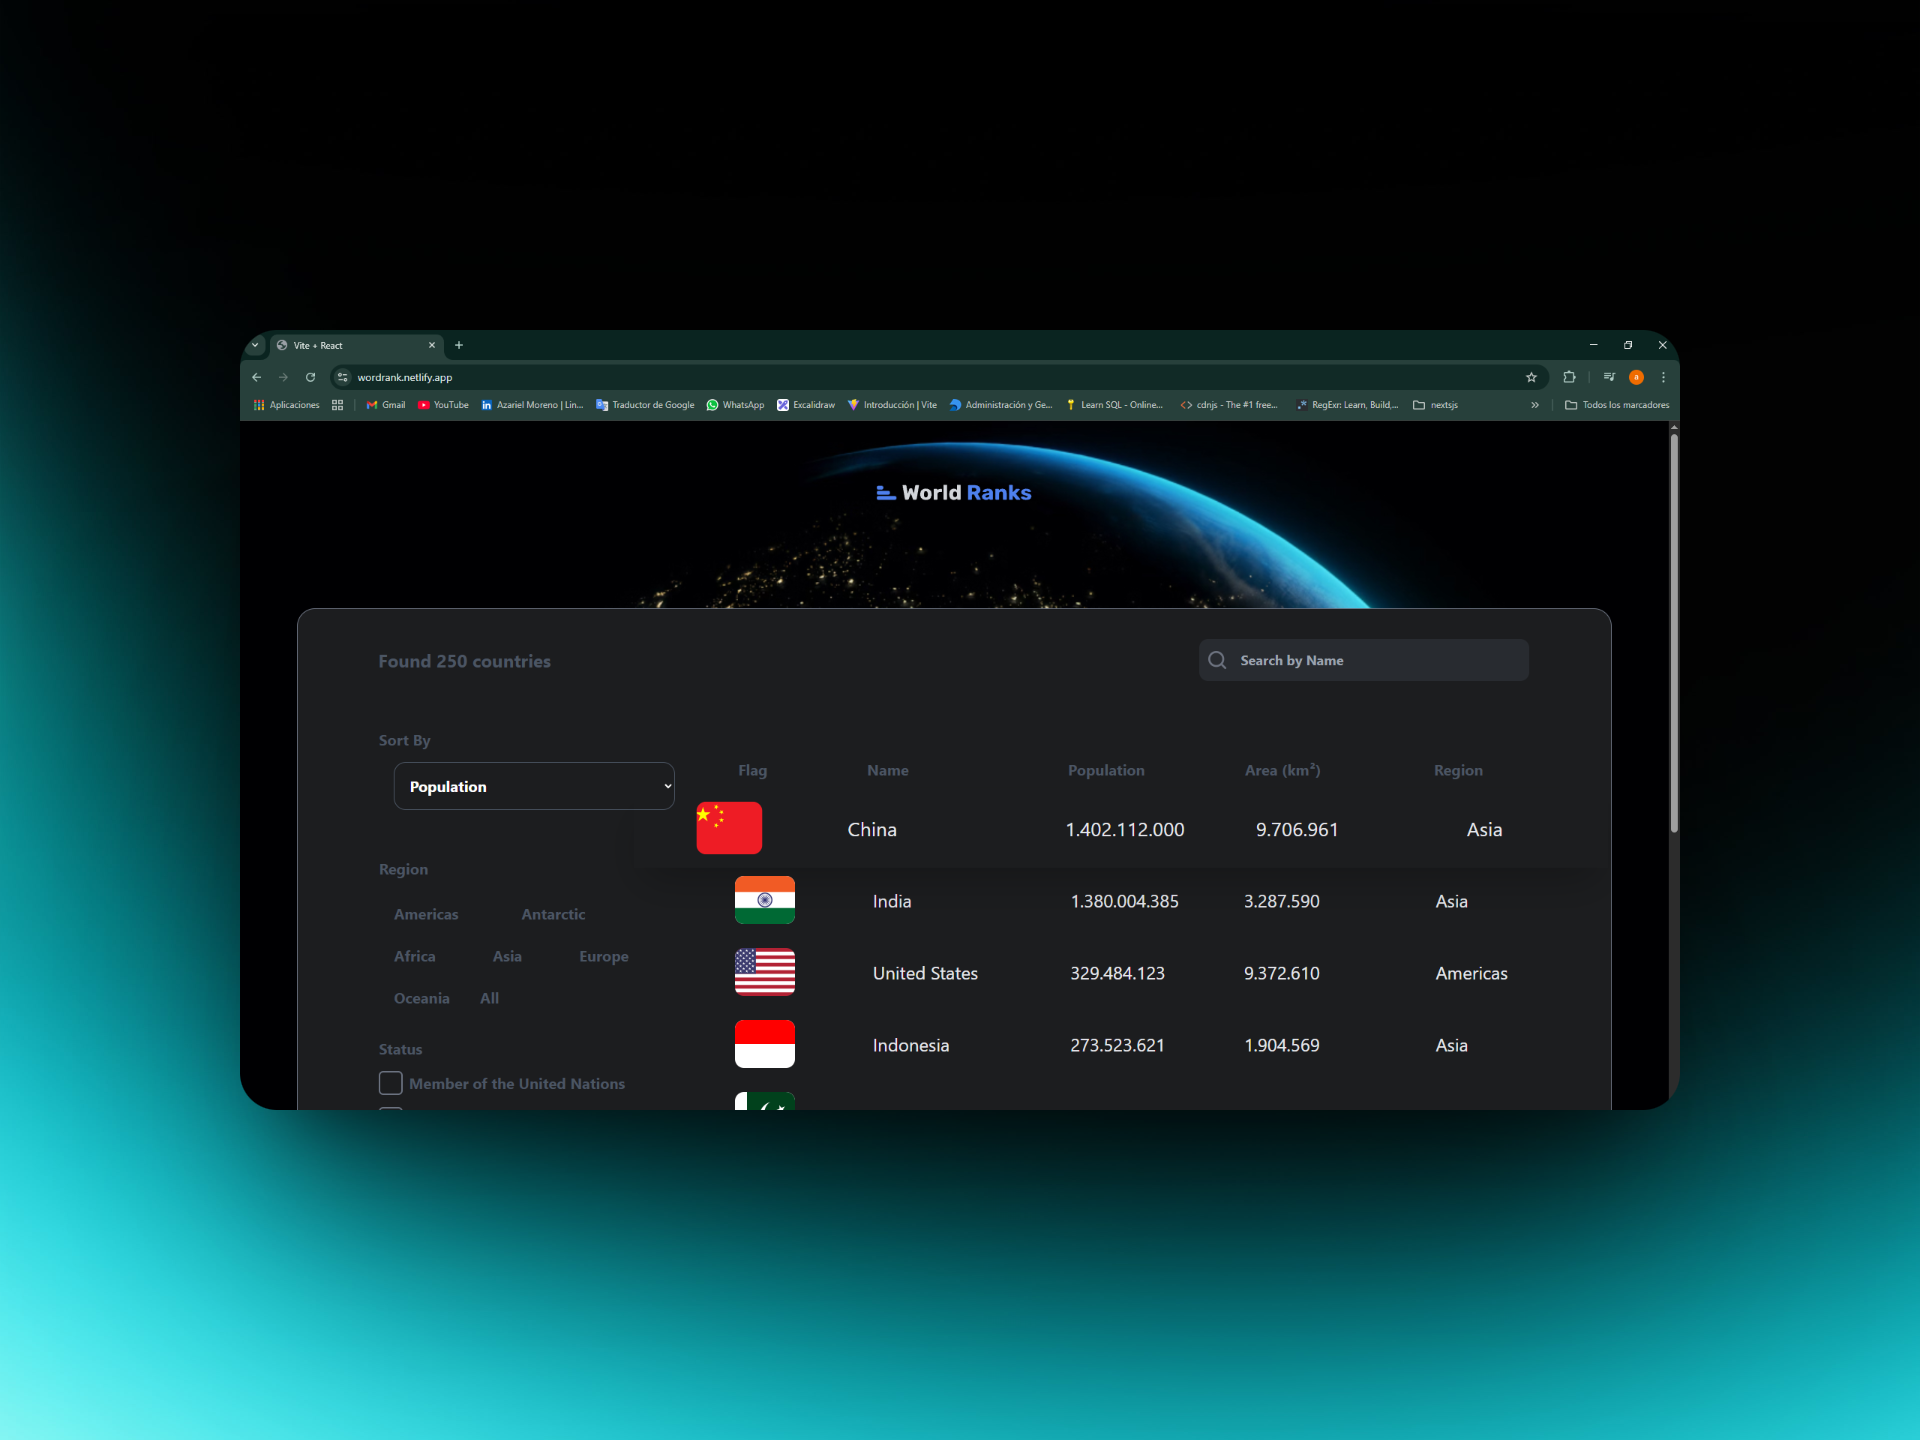 Vite + React
wordrank.netlify.app
a
Aplicaciones Gmail YouTube Azariel Moreno | Lin... Traductor de Google WhatsApp Excalidraw Introducción | Vite Administración y Ge... Learn SQL - Online... cdnjs - The #1 free... RegExr: Learn, Build,... nextsjs » Todos los marcadores
World Ranks
Found 250 countries
Search by Name
Sort By
Population
Region
Americas Antarctic
Africa Asia Europe
Oceania All
Status
Member of the United Nations
Flag Name Population Area (km²) Region
China 1.402.112.000 9.706.961 Asia
India 1.380.004.385 3.287.590 Asia
United States 329.484.123 9.372.610 Americas
Indonesia 273.523.621 1.904.569 Asia